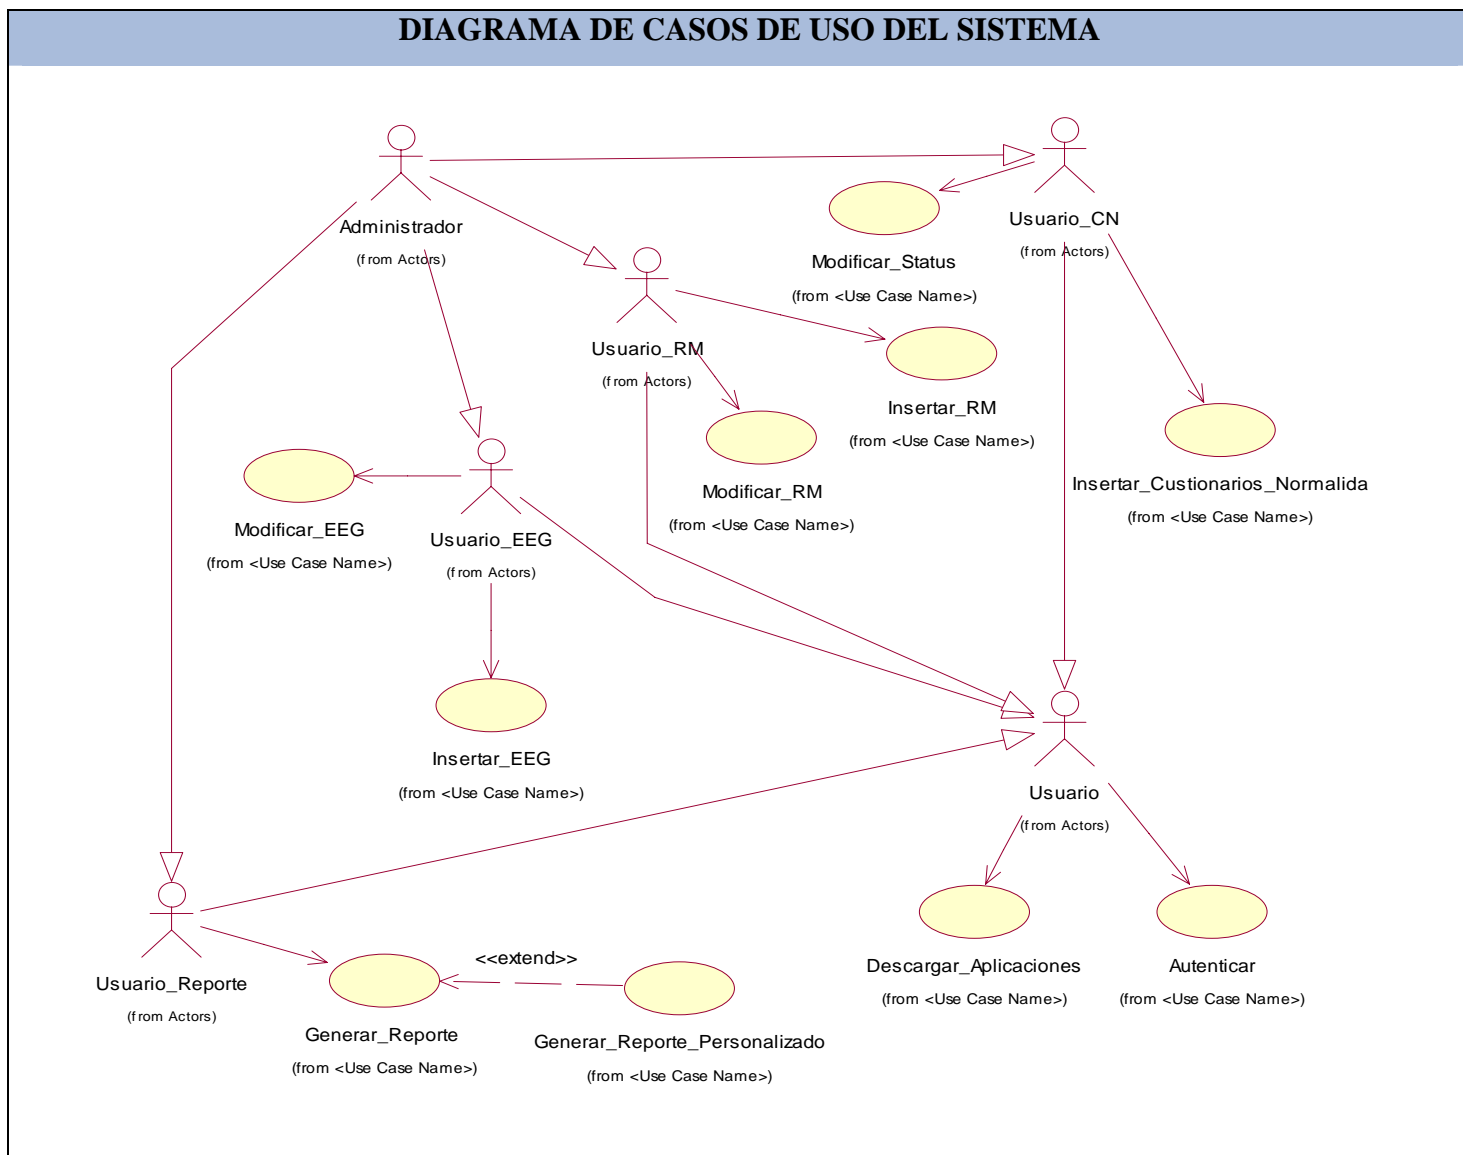 DIAGRAMA DE CASOS DE USO DEL SISTEMA
Administrador
(from Actors)
Usuario_CN
(from Actors)
Modificar_Status
(from <Use Case Name>)
Usuario_RM
(from Actors)
Insertar_RM
(from <Use Case Name>)
Modificar_RM
(from <Use Case Name>)
Insertar_Custionarios_Normalida
(from <Use Case Name>)
Modificar_EEG
(from <Use Case Name>)
Usuario_EEG
(from Actors)
Insertar_EEG
(from <Use Case Name>)
Usuario
(from Actors)
Usuario_Reporte
(from Actors)
<<extend>>
Generar_Reporte
(from <Use Case Name>)
Generar_Reporte_Personalizado
(from <Use Case Name>)
Descargar_Aplicaciones
(from <Use Case Name>)
Autenticar
(from <Use Case Name>)